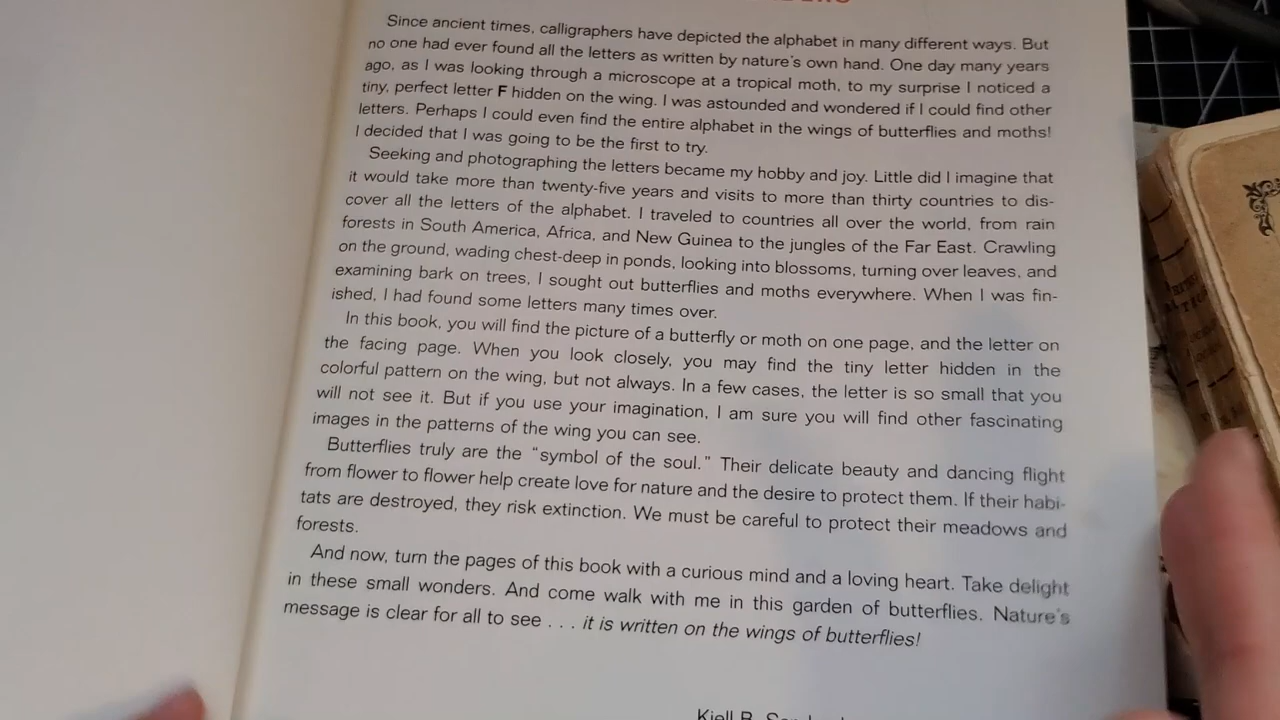 Since ancient times, calligraphers have depicted the alphabet in many different ways. But
no one had ever found all the letters as written by nature's own hand. One day many years
ago, as I was looking through a microscope at a tropical moth, to my surprise I noticed a
tiny, perfect letter F hidden on the wing. I was astounded and wondered if I could find other
letters. Perhaps I could even find the entire alphabet in the wings of butterflies and moths!
I decided that I was going to be the first to try.
Seeking and photographing the letters became my hobby and joy. Little did I imagine that
it would take more than twenty-five years and visits to more than thirty countries to dis-
cover all the letters of the alphabet. I traveled to countries all over the world, from rain
forests in South America, Africa, and New Guinea to the jungles of the Far East. Crawling
on the ground, wading chest-deep in ponds, looking into blossoms, turning over leaves, and
examining bark on trees, I sought out butterflies and moths everywhere. When I was fin-
ished, I had found some letters many times over.
In this book, you will find the picture of a butterfly or moth on one page, and the letter on
the facing page. When you look closely, you may find the tiny letter hidden in the
colorful pattern on the wing, but not always. In a few cases, the letter is so small that you
will not see it. But if you use your imagination, I am sure you will find other fascinating
images in the patterns of the wing you can see.
Butterflies truly are the "symbol of the soul." Their delicate beauty and dancing flight
from flower to flower help create love for nature and the desire to protect them. If their habi-
tats are destroyed, they risk extinction. We must be careful to protect their meadows and
forests.
And now, turn the pages of this book with a curious mind and a loving heart. Take delight
in these small wonders. And come walk with me in this garden of butterflies. Nature's
message is clear for all to see . . . it is written on the wings of butterflies!
Kjell B.